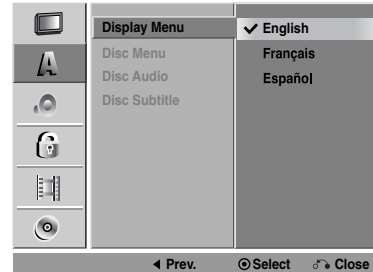 Display Menu
Disc Menu
Disc Audio
Disc Subtitle
✔ English
Français
Español
◀ Prev.
Select
Close